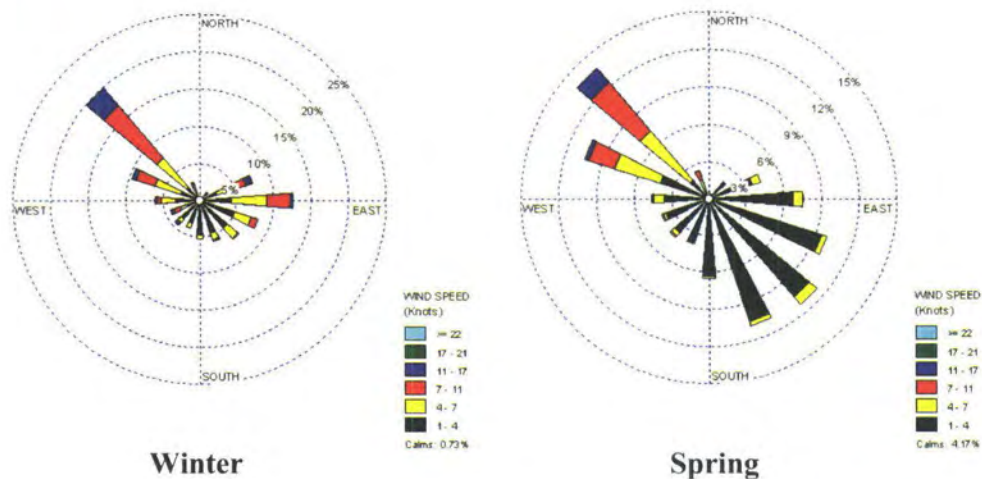 NORTH
25%
20%
15%
10%
5%
WEST
EAST
SOUTH
WIND SPEED
(Knots)
>= 22
17 - 21
11 - 17
7 - 11
4 - 7
1 - 4
Calms: 0.73%
Winter
NORTH
15%
12%
9%
6%
3%
WEST
EAST
SOUTH
WIND SPEED
(Knots)
>= 22
17 - 21
11 - 17
7 - 11
4 - 7
1 - 4
Calms: 4.17%
Spring